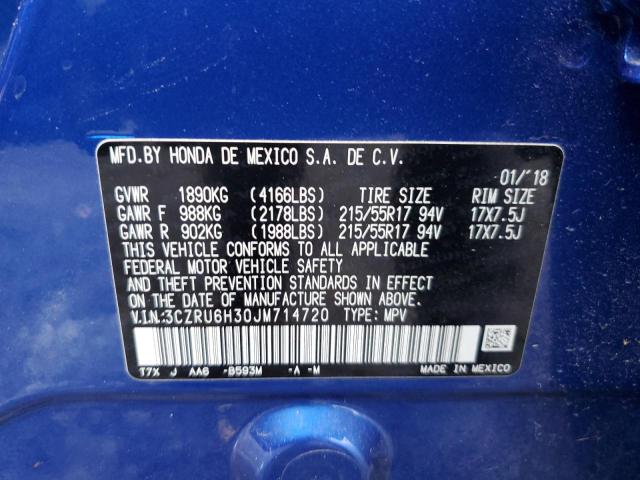 MFD.BY HONDA DE MEXICO S.A. DE C.V.
01/'18
GVWR 1890KG (4166LBS) TIRE SIZE RIM SIZE
GAWR F 988KG (2178LBS) 215/55R17 94V 17X7.5J
GAWR R 902KG (1988LBS) 215/55R17 94V 17X7.5J
THIS VEHICLE CONFORMS TO ALL APPLICABLE
FEDERAL MOTOR VEHICLE SAFETY
AND THEFT PREVENTION STANDARDS IN EFFECT
ON THE DATE OF MANUFACTURE SHOWN ABOVE.
V.I.N.:3CZRU6H30JM714720 TYPE: MPV
T7X J AA6 -B593M -A -M MADE IN MEXICO